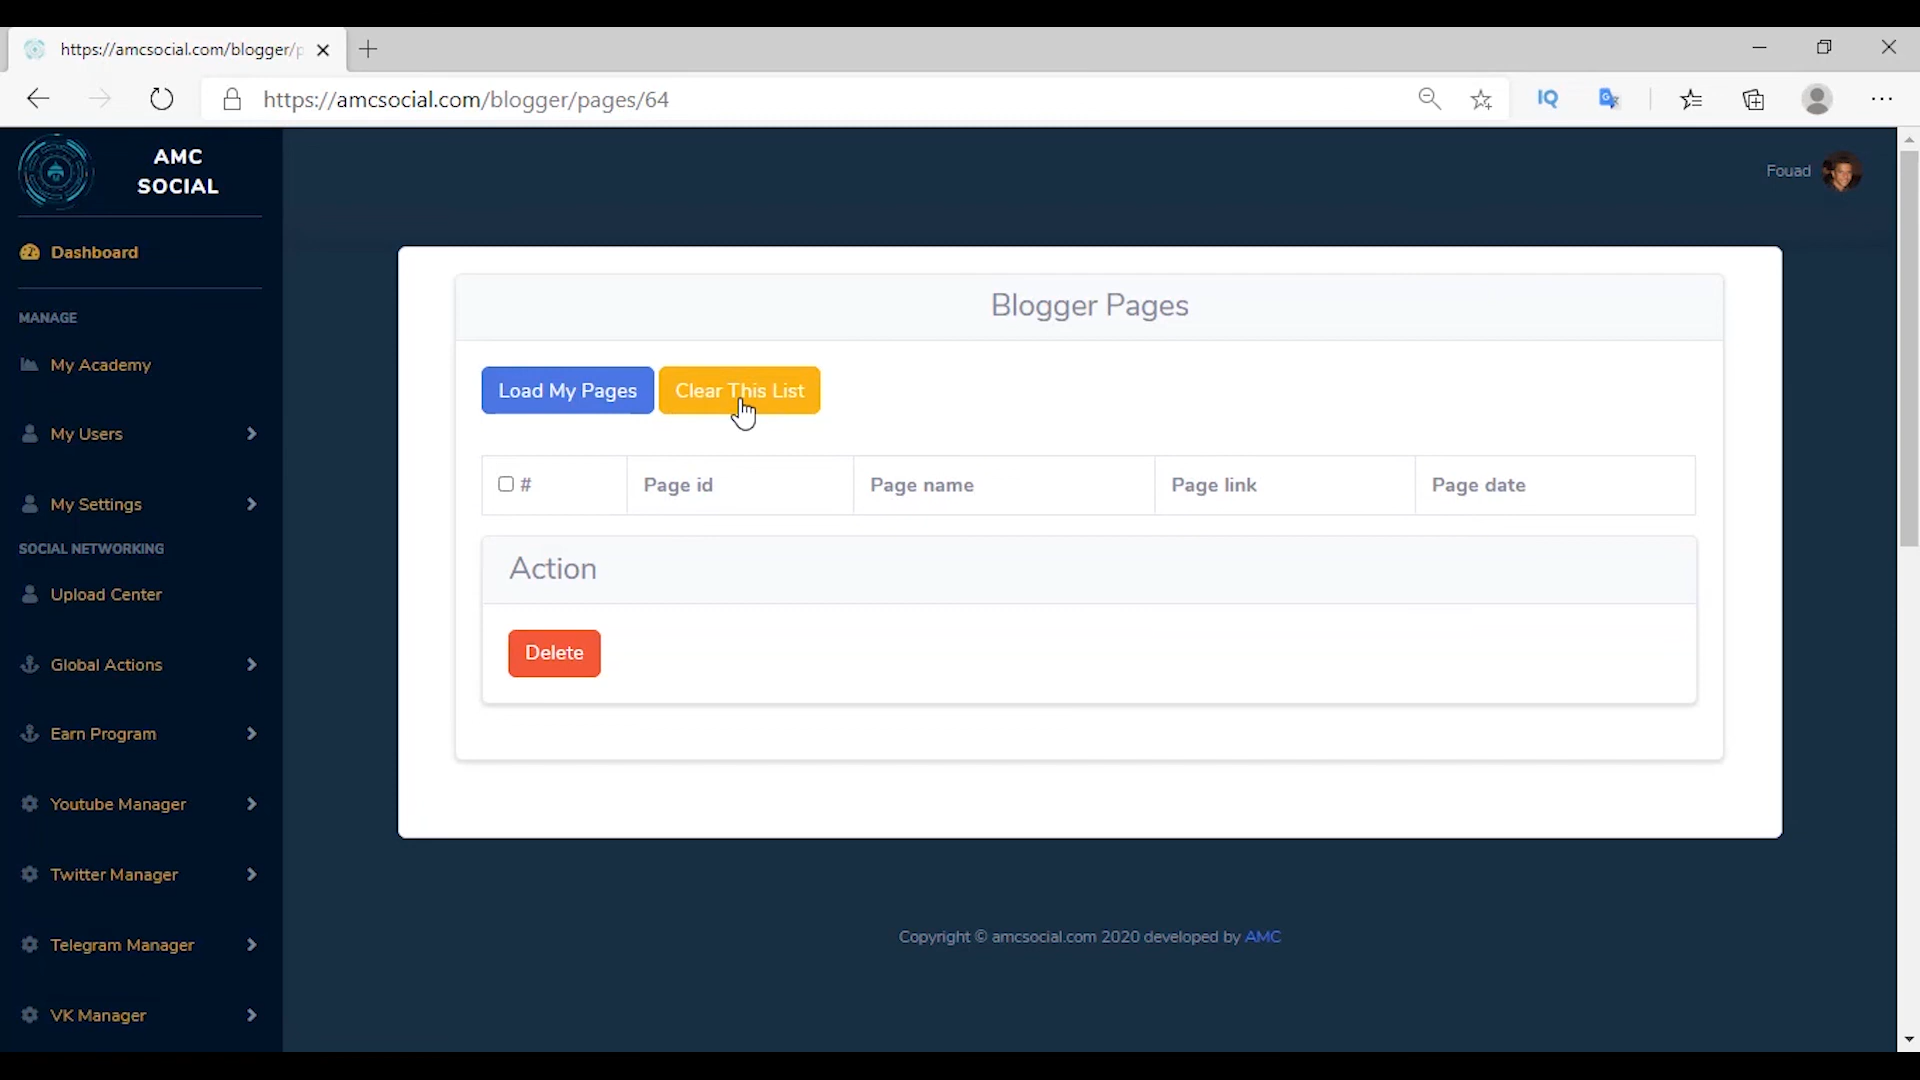 https://amcsocial.com/blogger/p
https://amcsocial.com/blogger/pages/64
IQ
AMC
SOCIAL
Fouad
Dashboard
MANAGE
My Academy
My Users
My Settings
SOCIAL NETWORKING
Upload Center
Global Actions
Earn Program
Youtube Manager
Twitter Manager
Telegram Manager
VK Manager
Blogger Pages
Load My Pages
Clear This List
# Page id Page name Page link Page date
Action
Delete
Copyright © amcsocial.com 2020 developed by AMC